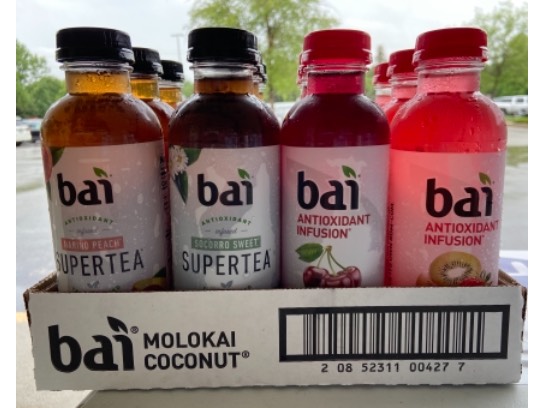 bai
ANTIOXIDANT
infused
NARINO PEACH
SUPERTEA
bai
ANTIOXIDANT
infused
SOCORRO SWEET
SUPERTEA
bai
ANTIOXIDANT
INFUSION
bai
ANTIOXIDANT
INFUSION
bai® MOLOKAI
COCONUT®
2 08 52311 00427 7